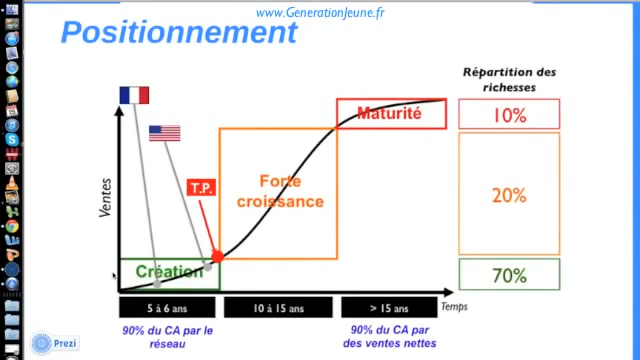 www.GenerationJeune.fr
Positionnement
Répartition des
richesses
Maturité
10%
T.P.
Forte
croissance
20%
Ventes
Création
70%
5 à 6 ans
10 à 15 ans
> 15 ans
Temps
90% du CA par le
réseau
90% du CA par
des ventes nettes
Prezi